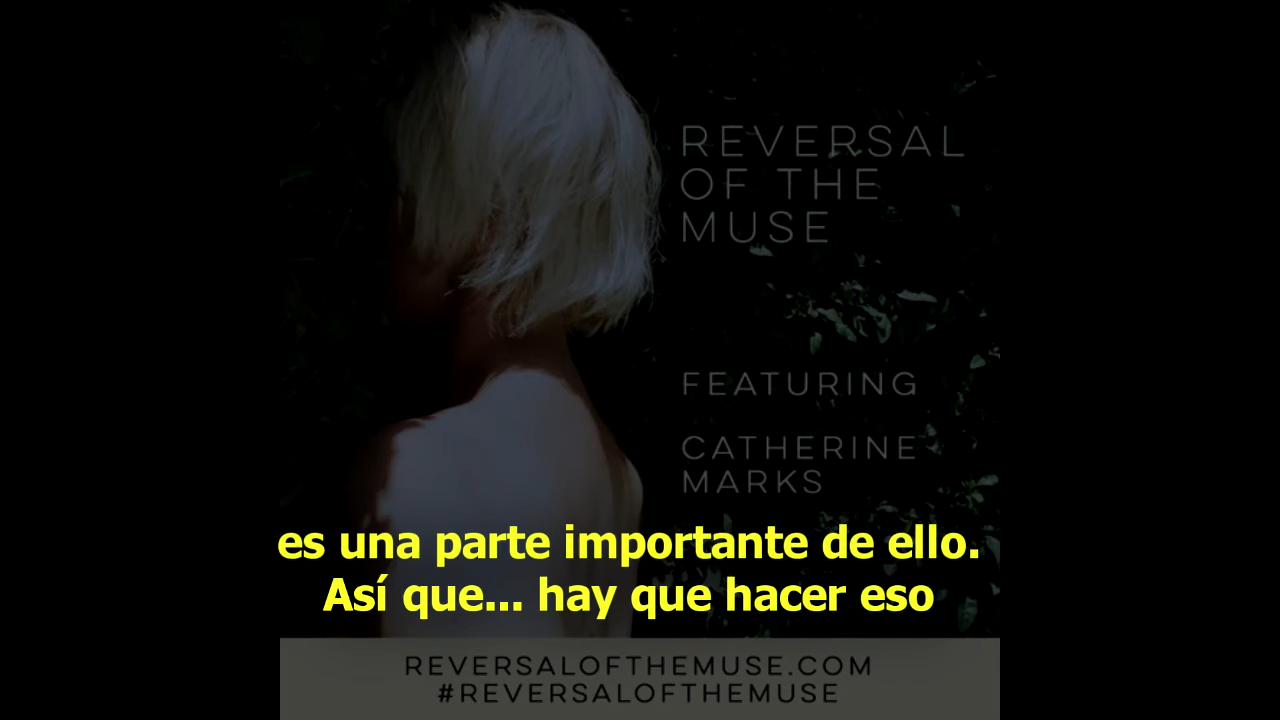 REVERSAL
OF THE
MUSE
FEATURING
CATHERINE
MARKS
es una parte importante de ello.
Así que... hay que hacer eso
REVERSALOFTHEMUSE.COM
#REVERSALOFTHEMUSE